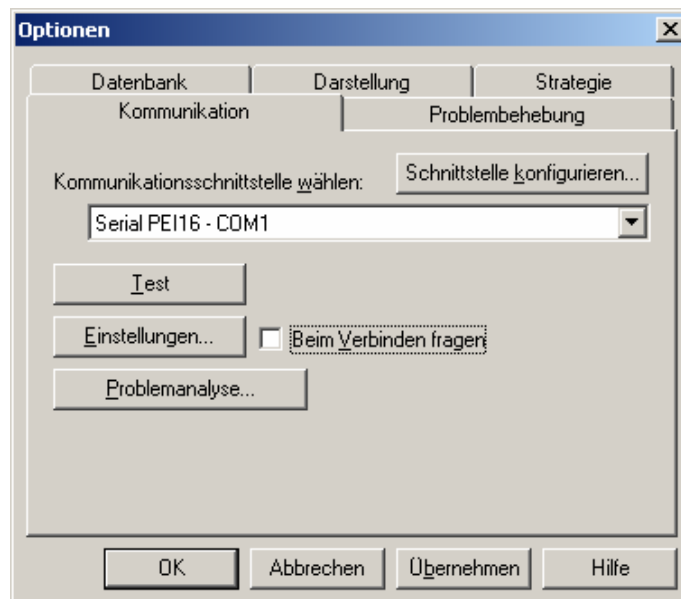 Optionen
Datenbank Darstellung Strategie
Kommunikation Problembehebung
Kommunikationsschnittstelle wählen: Schnittstelle konfigurieren...
Serial PEI16 - COM1
Test
Einstellungen... Beim Verbinden fragen
Problemanalyse...
OK Abbrechen Übernehmen Hilfe